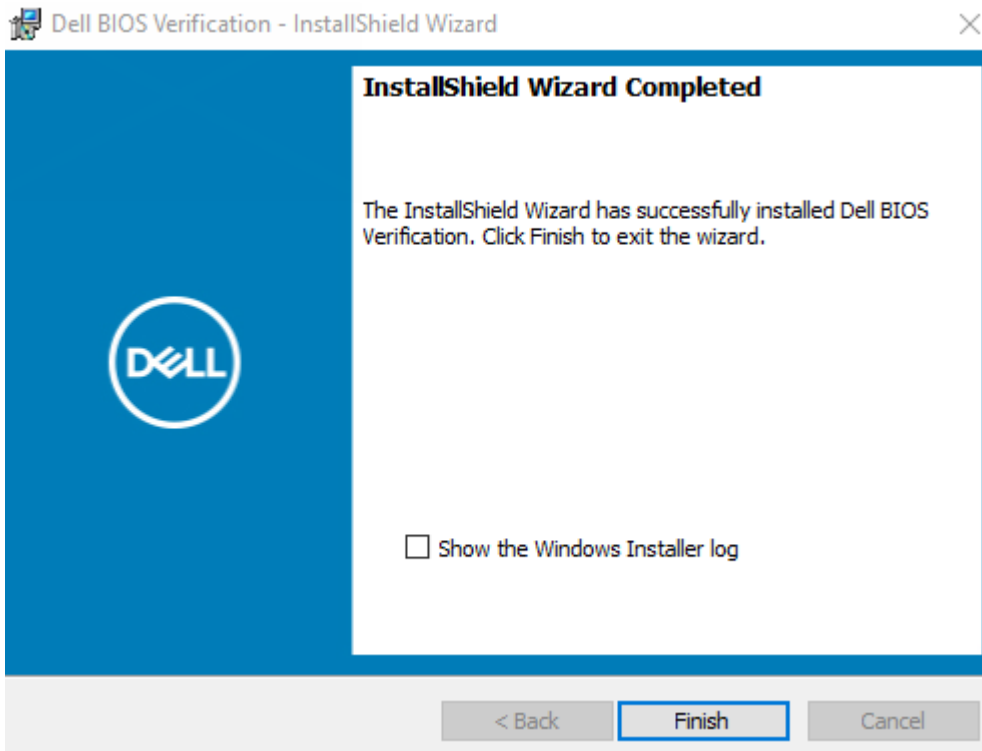 Dell BIOS Verification - InstallShield Wizard
InstallShield Wizard Completed
The InstallShield Wizard has successfully installed Dell BIOS
Verification. Click Finish to exit the wizard.
DELL
Show the Windows Installer log
< Back
Finish
Cancel